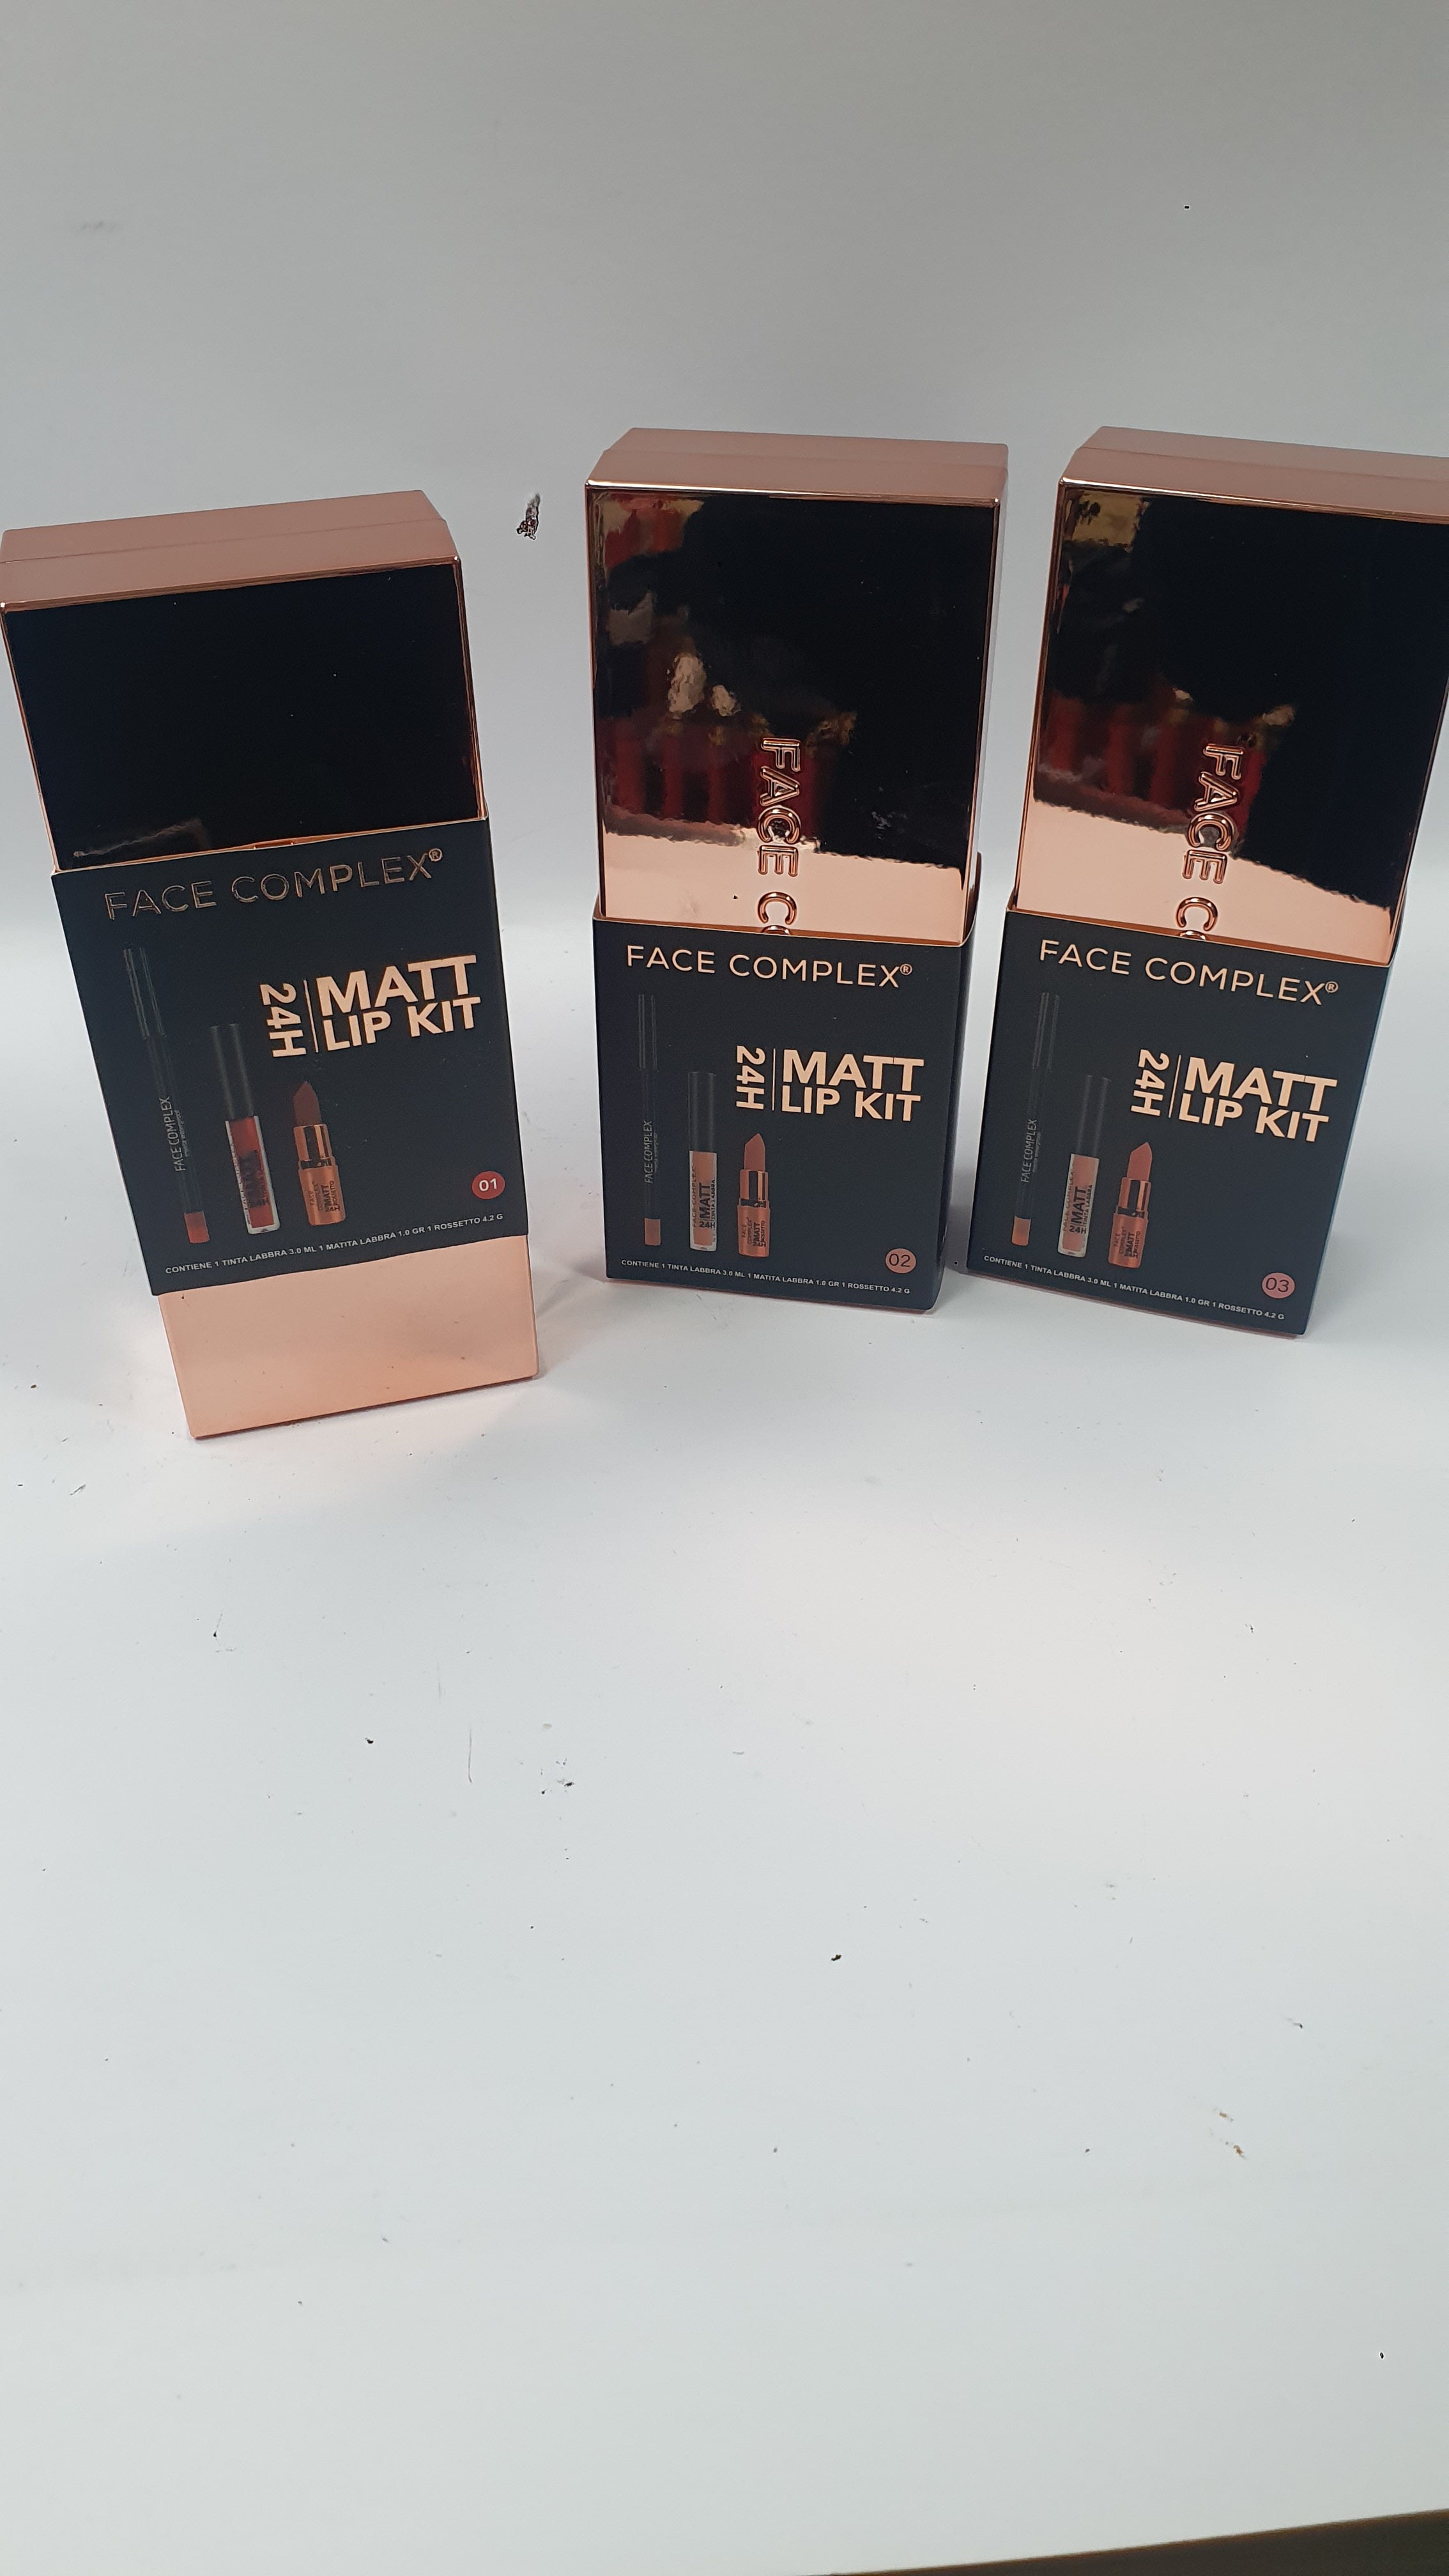 FACE COMPLEX®
24H
MATT
LIP KIT
FACE COMPLEX
01
CONTIENE 1 TINTA LABBRA 3.0 ML 1 MATITA LABBRA 1.0 GR 1 ROSSETTO 4.2 G
FACE C
FACE COMPLEX®
24H
MATT
LIP KIT
FACE COMPLEX
MATT
24H
02
CONTIENE 1 TINTA LABBRA 3.0 ML 1 MATITA LABBRA 1.0 GR 1 ROSSETTO 4.2 G
FACE C
FACE COMPLEX®
24H
MATT
LIP KIT
FACE COMPLEX
MATT
24H
03
CONTIENE 1 TINTA LABBRA 3.0 ML 1 MATITA LABBRA 1.0 GR 1 ROSSETTO 4.2 G